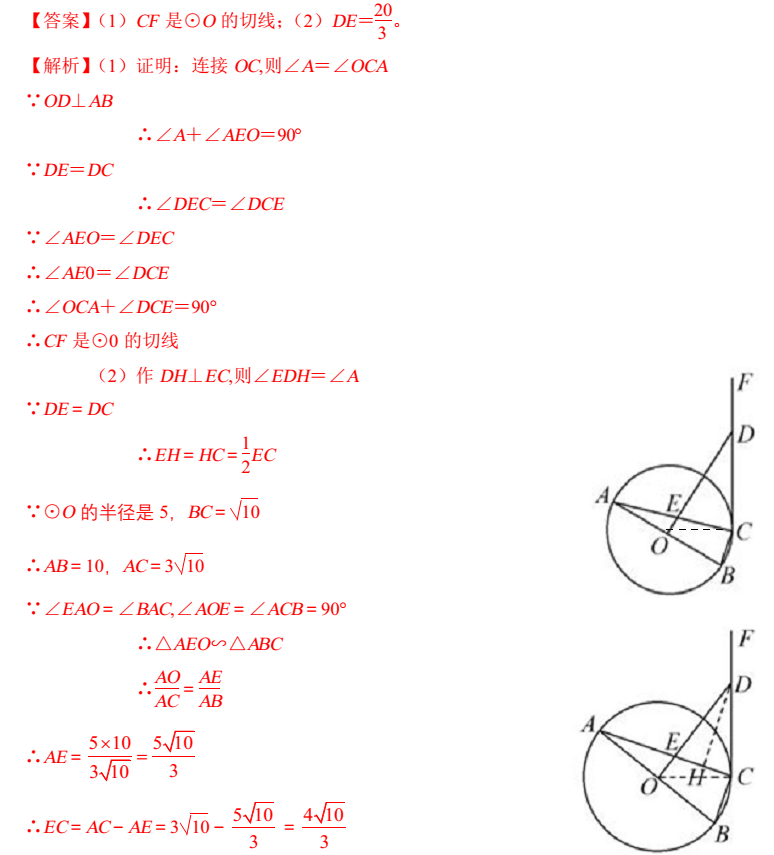 【答案】（1）CF 是⊙O 的切线；（2）DE＝20/3。
【解析】（1）证明：连接 OC,则∠A＝∠OCA
∵OD⊥AB
∴∠A＋∠AEO＝90°
∵DE＝DC
∴∠DEC＝∠DCE
∵∠AEO＝∠DEC
∴∠AE0＝∠DCE
∴∠OCA＋∠DCE＝90°
∴CF 是⊙0 的切线
（2）作 DH⊥EC,则∠EDH＝∠A
∵DE = DC
∴EH = HC = 1/2 EC
∵⊙O 的半径是 5，BC = √10
∴AB = 10，AC = 3√10
∵∠EAO = ∠BAC,∠AOE = ∠ACB = 90°
∴△AEO∽△ABC
∴AO/AC = AE/AB
∴AE = 5×10/3√10 = 5√10/3
∴EC = AC − AE = 3√10 − 5√10/3 = 4√10/3
F
D
A
E
C
O
B
F
D
A
E
H
C
O
B